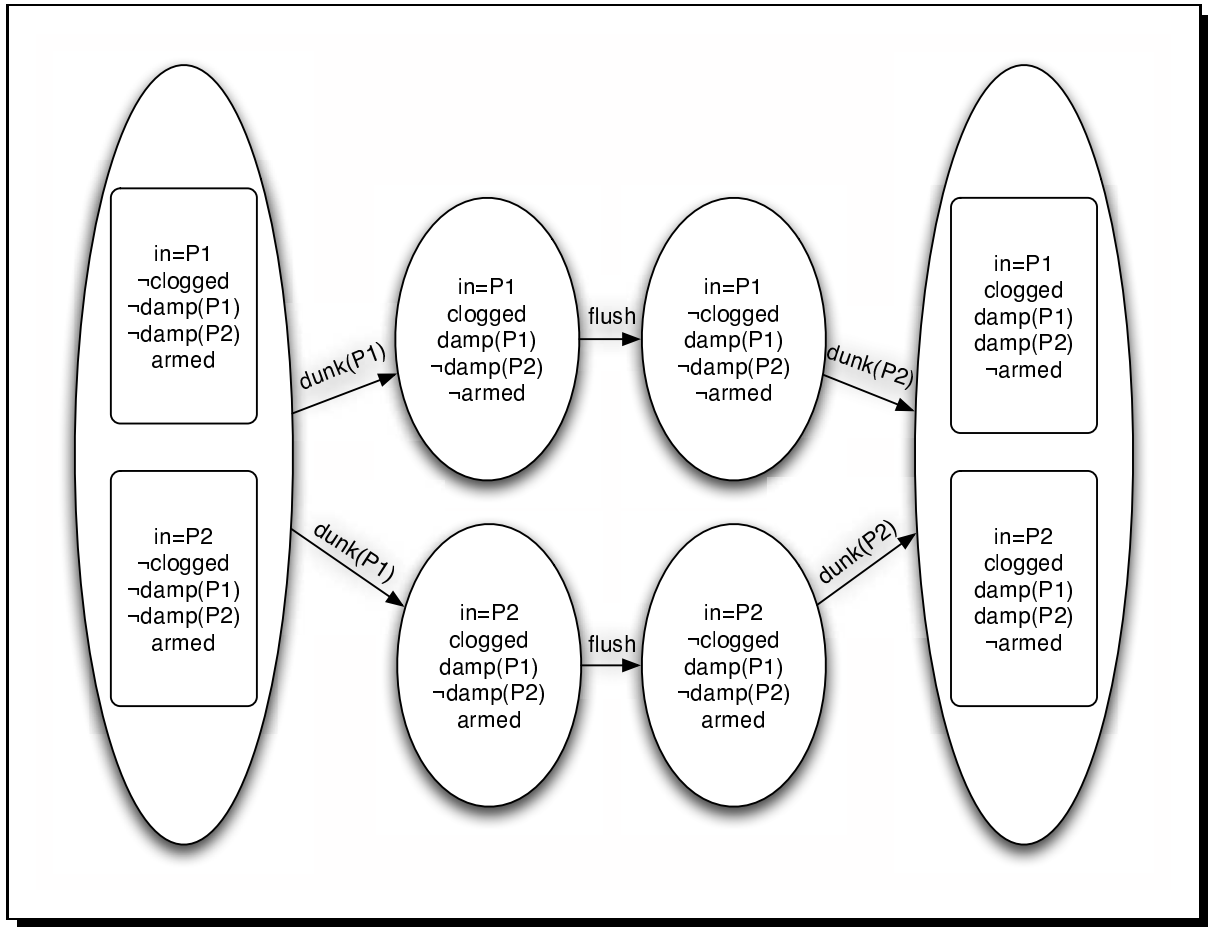 in=P1
¬clogged
¬damp(P1)
¬damp(P2)
armed
in=P2
¬clogged
¬damp(P1)
¬damp(P2)
armed
dunk(P1)
dunk(P1)
in=P1
clogged
damp(P1)
¬damp(P2)
¬armed
flush
in=P1
¬clogged
damp(P1)
¬damp(P2)
¬armed
in=P2
clogged
damp(P1)
¬damp(P2)
armed
flush
in=P2
¬clogged
damp(P1)
¬damp(P2)
armed
dunk(P2)
dunk(P2)
in=P1
clogged
damp(P1)
damp(P2)
¬armed
in=P2
clogged
damp(P1)
damp(P2)
¬armed